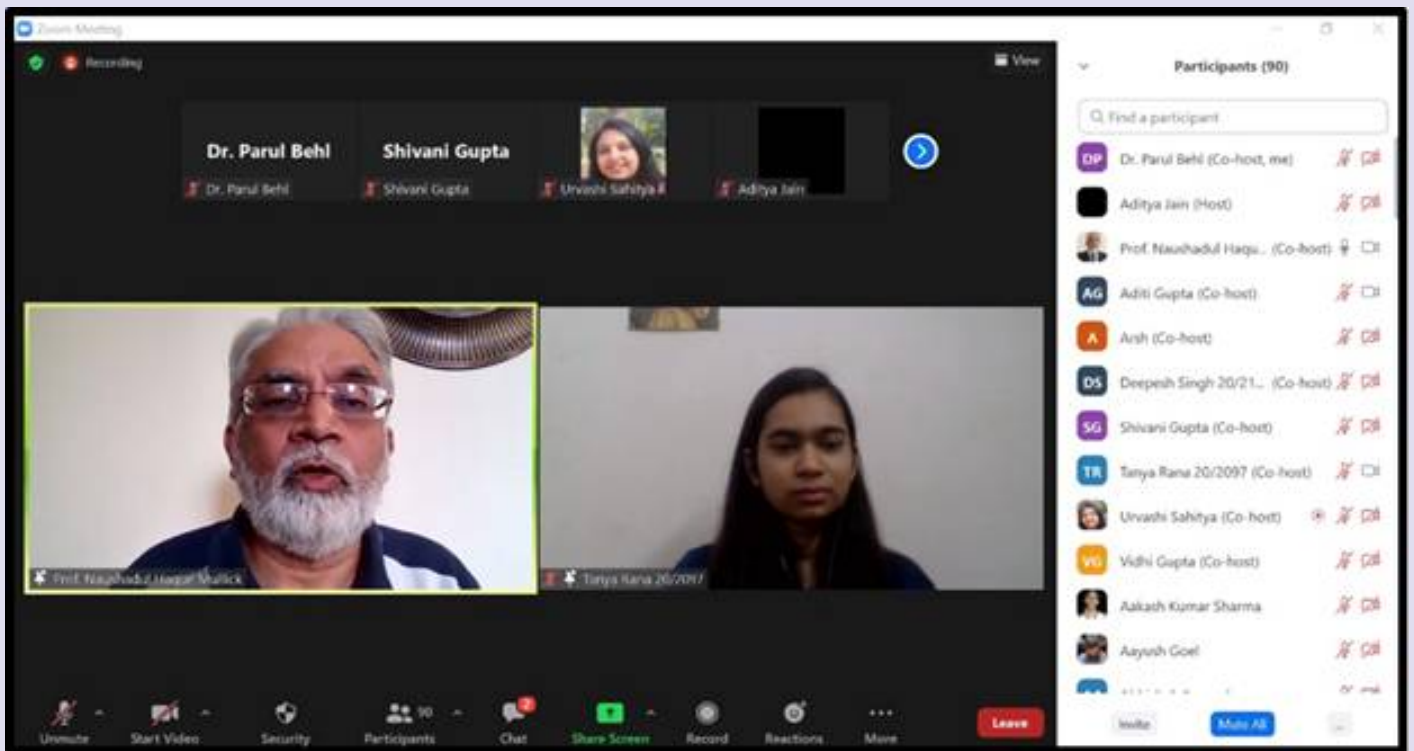 Zoom Meeting
Recording
View
Dr. Parul Behl
Dr. Parul Behl
Shivani Gupta
Shivani Gupta
Urvashi Sahitya
Aditya Jain
Prof. Naushadul Haque Mullick
Tanya Rana 20/2097
Unmute
Start Video
Security
90
Participants
2
Chat
Share Screen
Record
Reactions
More
Leave
Participants (90)
Find a participant
DP Dr. Parul Behl (Co-host, me)
Aditya Jain (Host)
Prof. Naushadul Haqu... (Co-host)
AG Aditi Gupta (Co-host)
A Arsh (Co-host)
DS Deepesh Singh 20/21... (Co-host)
SG Shivani Gupta (Co-host)
TR Tanya Rana 20/2097 (Co-host)
Urvashi Sahitya (Co-host)
VG Vidhi Gupta (Co-host)
Aakash Kumar Sharma
Aayush Goel
Invite
Mute All
...